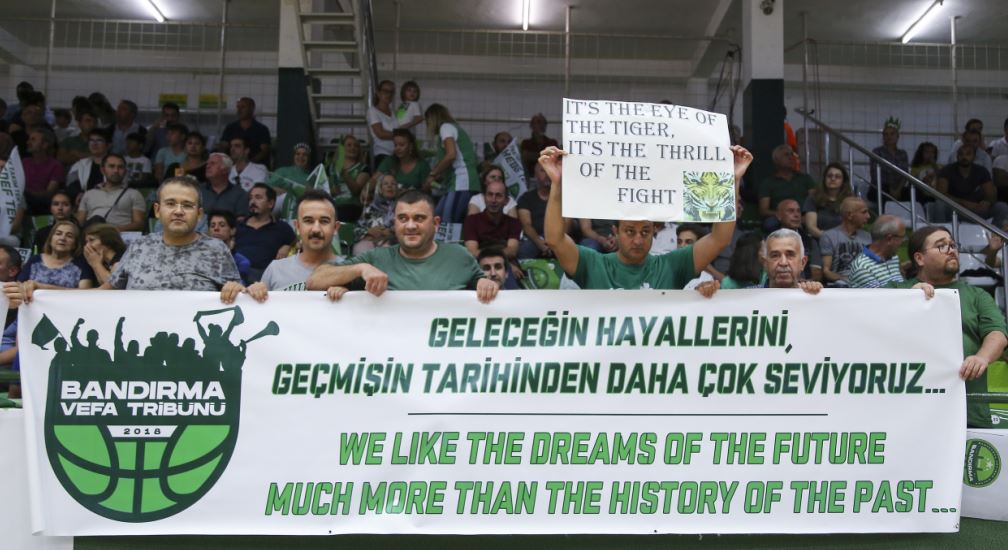 IT'S THE EYE OF
THE TIGER,
IT'S THE THRILL
OF THE
FIGHT
GELECEĞİN HAYALLERİNİ,
GEÇMİŞİN TARİHİNDEN DAHA ÇOK SEVİYORUZ...
WE LIKE THE DREAMS OF THE FUTURE
MUCH MORE THAN THE HISTORY OF THE PAST...
BANDIRMA
VEFA TRİBÜNÜ
2018
BANDIRMA